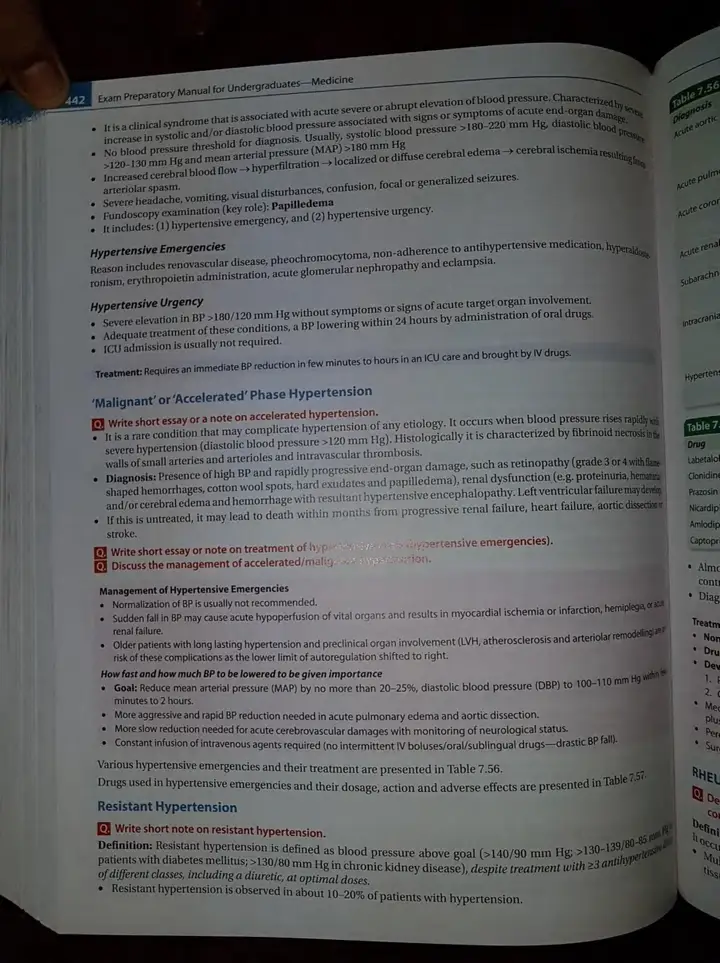 442 Exam Preparatory Manual for Undergraduates—Medicine
• It is a clinical syndrome that is associated with acute severe or abrupt elevation of blood pressure. Characterized by severe
increase in systolic and/or diastolic blood pressure associated with signs or symptoms of acute end-organ damage.
• No blood pressure threshold for diagnosis. Usually, systolic blood pressure >180–220 mm Hg, diastolic blood pressure
>120–130 mm Hg and mean arterial pressure (MAP) >180 mm Hg
• Increased cerebral blood flow → hyperfiltration → localized or diffuse cerebral edema → cerebral ischemia resulting from
arteriolar spasm.
• Severe headache, vomiting, visual disturbances, confusion, focal or generalized seizures.
• Fundoscopy examination (key role): Papilledema
• It includes: (1) hypertensive emergency, and (2) hypertensive urgency.
Hypertensive Emergencies
Reason includes renovascular disease, pheochromocytoma, non-adherence to antihypertensive medication, hyperaldoste-
ronism, erythropoietin administration, acute glomerular nephropathy and eclampsia.
Hypertensive Urgency
• Severe elevation in BP >180/120 mm Hg without symptoms or signs of acute target organ involvement.
• Adequate treatment of these conditions, a BP lowering within 24 hours by administration of oral drugs.
• ICU admission is usually not required.
Treatment: Requires an immediate BP reduction in few minutes to hours in an ICU care and brought by IV drugs.
'Malignant' or 'Accelerated' Phase Hypertension
Q. Write short essay or a note on accelerated hypertension.
• It is a rare condition that may complicate hypertension of any etiology. It occurs when blood pressure rises rapidly with
severe hypertension (diastolic blood pressure >120 mm Hg). Histologically it is characterized by fibrinoid necrosis in the
walls of small arteries and arterioles and intravascular thrombosis.
• Diagnosis: Presence of high BP and rapidly progressive end-organ damage, such as retinopathy (grade 3 or 4 with flame-
shaped hemorrhages, cotton wool spots, hard exudates and papilledema), renal dysfunction (e.g. proteinuria, hematuria
and/or cerebral edema and hemorrhage with resultant hypertensive encephalopathy. Left ventricular failure may develop
• If this is untreated, it may lead to death within months from progressive renal failure, heart failure, aortic dissection or
stroke.
Q. Write short essay or note on treatment of (hypertensive emergencies).
Q. Discuss the management of accelerated/malignant hypertension.
Management of Hypertensive Emergencies
• Normalization of BP is usually not recommended.
• Sudden fall in BP may cause acute hypoperfusion of vital organs and results in myocardial ischemia or infarction, hemiplegia, or acute
renal failure.
• Older patients with long lasting hypertension and preclinical organ involvement (LVH, atherosclerosis and arteriolar remodeling) are at
risk of these complications as the lower limit of autoregulation shifted to right.
How fast and how much BP to be lowered to be given importance
• Goal: Reduce mean arterial pressure (MAP) by no more than 20–25%, diastolic blood pressure (DBP) to 100–110 mm Hg within few
minutes to 2 hours.
• More aggressive and rapid BP reduction needed in acute pulmonary edema and aortic dissection.
• More slow reduction needed for acute cerebrovascular damages with monitoring of neurological status.
• Constant infusion of intravenous agents required (no intermittent IV boluses/oral/sublingual drugs—drastic BP fall).
Various hypertensive emergencies and their treatment are presented in Table 7.56.
Drugs used in hypertensive emergencies and their dosage, action and adverse effects are presented in Table 7.57.
Resistant Hypertension
Q. Write short note on resistant hypertension.
Definition: Resistant hypertension is defined as blood pressure above goal (>140/90 mm Hg; >130–139/80–85 mm Hg in
patients with diabetes mellitus; >130/80 mm Hg in chronic kidney disease), despite treatment with ≥3 antihypertensive drugs
of different classes, including a diuretic, at optimal doses.
• Resistant hypertension is observed in about 10–20% of patients with hypertension.
Table 7.56
Diagnosis
Acute aortic
Acute pulm
Acute coror
Acute renal
Subarachn
Intracrania
Hypertens
Table 7.
Drug
Labetalol
Clonidine
Prazosin
Nicardip
Amlodip
Captopr
• Almo
contr
• Diag
Treatm
• Non
• Dru
• Dev
1.
2.
• Mec
plus
• Per
• Sur
RHEU
Q. De
co
Defini
It occu
• Mul
tiss